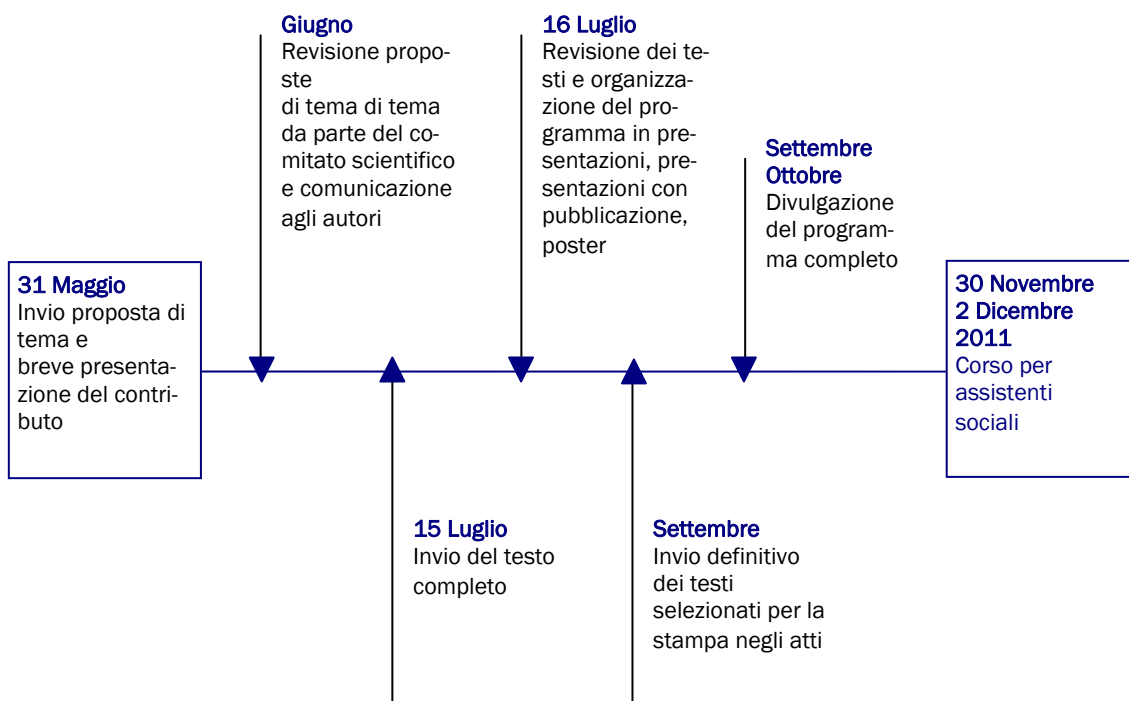 Giugno
Revisione propo-
ste
di tema di tema
da parte del co-
mitato scientifico
e comunicazione
agli autori
16 Luglio
Revisione dei te-
sti e organizza-
zione del pro-
gramma in pre-
sentazioni, pre-
sentazioni con
pubblicazione,
poster
Settembre
Ottobre
Divulgazione
del program-
ma completo
31 Maggio
Invio proposta di
tema e
breve presenta-
zione del contri-
buto
30 Novembre
2 Dicembre
2011
Corso per
assistenti
sociali
15 Luglio
Invio del testo
completo
Settembre
Invio definitivo
dei testi
selezionati per la
stampa negli atti